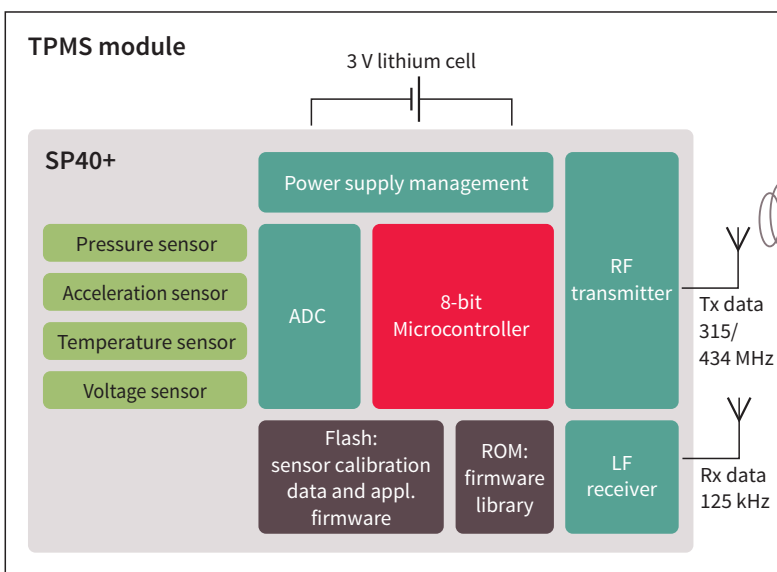 TPMS module
3 V lithium cell
SP40+
Power supply management
Pressure sensor
Acceleration sensor
Temperature sensor
Voltage sensor
ADC
8-bit
Microcontroller
RF
transmitter
Tx data
315/
434 MHz
Flash:
sensor calibration
data and appl.
firmware
ROM:
firmware
library
LF
receiver
Rx data
125 kHz